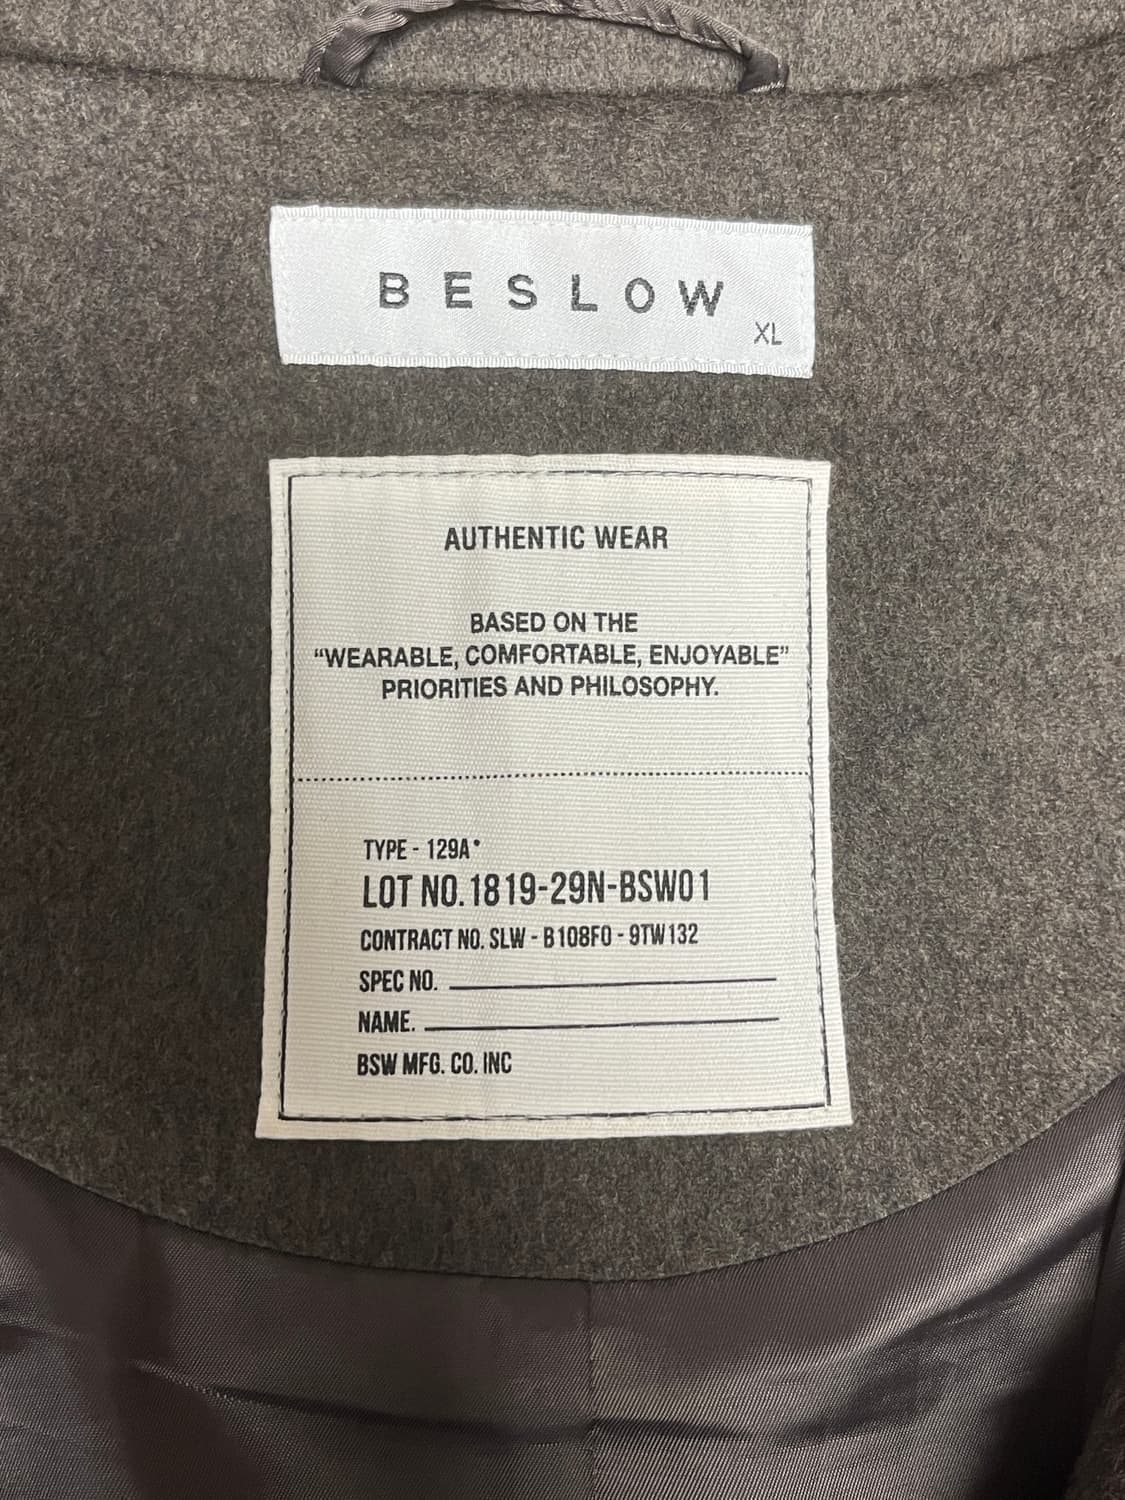 BESLOW
XL
AUTHENTIC WEAR
BASED ON THE
“WEARABLE, COMFORTABLE, ENJOYABLE”
PRIORITIES AND PHILOSOPHY.
TYPE - 129A•
LOT NO.1819-29N-BSW01
CONTRACT NO. SLW - B108F0 - 9TW132
SPEC NO.
NAME.
BSW MFG. CO. INC